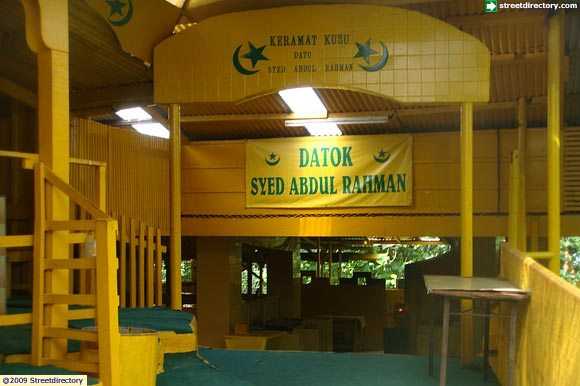 streetdirectory.com
KERAMAT KUSU
DATO
SYED ABDUL RAHMAN
DATOK
SYED ABDUL RAHMAN
©2009 Streetdirectory